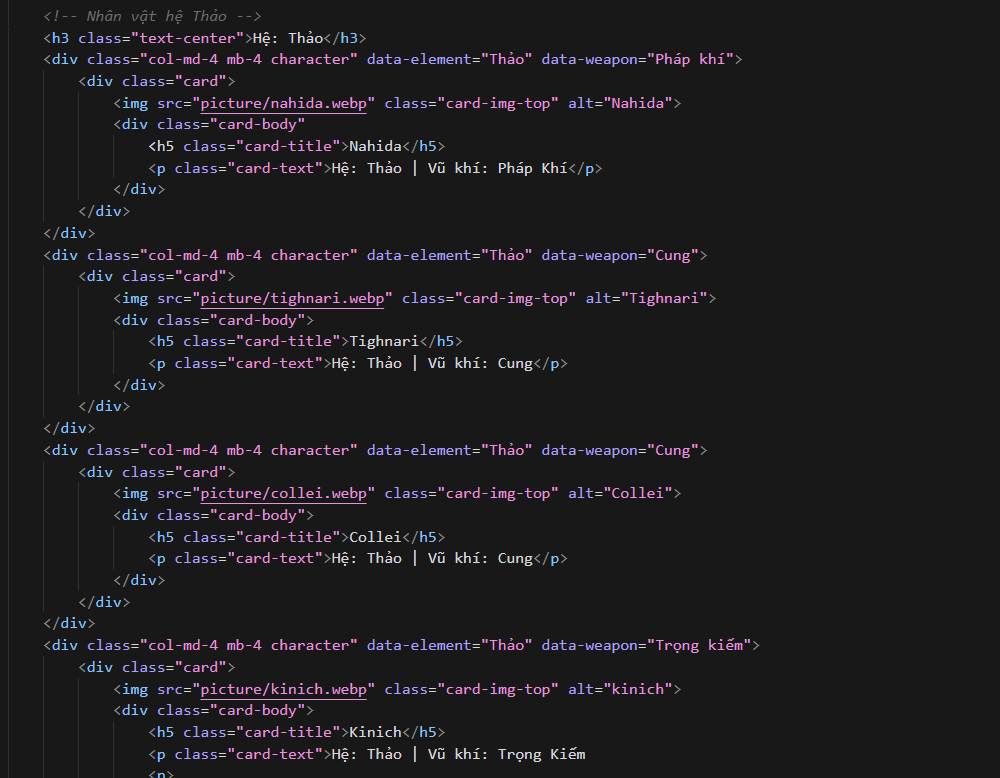 <!-- Nhân vật hệ Thảo -->
<h3 class="text-center">Hệ: Thảo</h3>
<div class="col-md-4 mb-4 character" data-element="Thảo" data-weapon="Pháp khí">
<div class="card">
<img src="picture/nahida.webp" class="card-img-top" alt="Nahida">
<div class="card-body"
<h5 class="card-title">Nahida</h5>
<p class="card-text">Hệ: Thảo | Vũ khí: Pháp Khí</p>
</div>
</div>
</div>
<div class="col-md-4 mb-4 character" data-element="Thảo" data-weapon="Cung">
<div class="card">
<img src="picture/tighnari.webp" class="card-img-top" alt="Tighnari">
<div class="card-body">
<h5 class="card-title">Tighnari</h5>
<p class="card-text">Hệ: Thảo | Vũ khí: Cung</p>
</div>
</div>
</div>
<div class="col-md-4 mb-4 character" data-element="Thảo" data-weapon="Cung">
<div class="card">
<img src="picture/collei.webp" class="card-img-top" alt="Collei">
<div class="card-body">
<h5 class="card-title">Collei</h5>
<p class="card-text">Hệ: Thảo | Vũ khí: Cung</p>
</div>
</div>
</div>
<div class="col-md-4 mb-4 character" data-element="Thảo" data-weapon="Trọng kiếm">
<div class="card">
<img src="picture/kinich.webp" class="card-img-top" alt="kinich">
<div class="card-body">
<h5 class="card-title">Kinich</h5>
<p class="card-text">Hệ: Thảo | Vũ khí: Trọng Kiếm
<p>